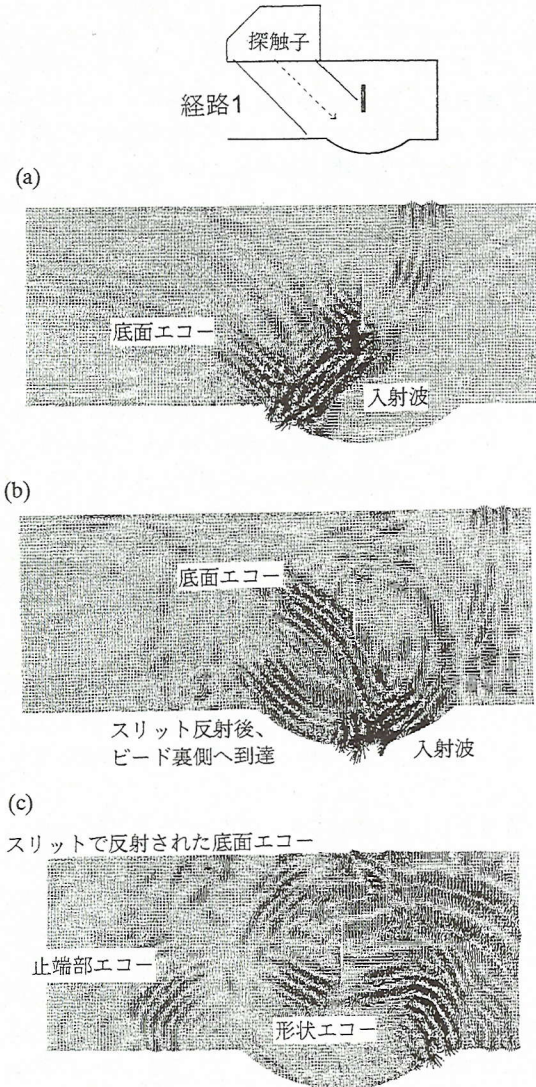 探触子
経路1
(a)
底面エコー
入射波
(b)
底面エコー
スリット反射後、
ビード裏側へ到達
入射波
(c)
スリットで反射された底面エコー
止端部エコー
形状エコー